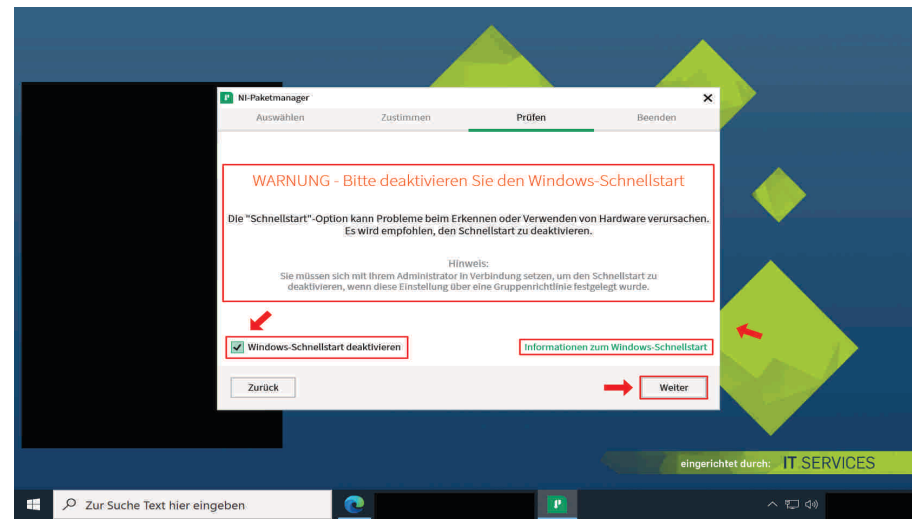 NI-Paketmanager
Auswählen
Zustimmen
Prüfen
Beenden
WARNUNG - Bitte deaktivieren Sie den Windows-Schnellstart
Die "Schnellstart"-Option kann Probleme beim Erkennen oder Verwenden von Hardware verursachen.
Es wird empfohlen, den Schnellstart zu deaktivieren.
Hinweis:
Sie müssen sich mit Ihrem Administrator in Verbindung setzen, um den Schnellstart zu
deaktivieren, wenn diese Einstellung über eine Gruppenrichtlinie festgelegt wurde.
Windows-Schnellstart deaktivieren
Informationen zum Windows-Schnellstart
Zurück
Weiter
eingerichtet durch: IT SERVICES
Zur Suche Text hier eingeben